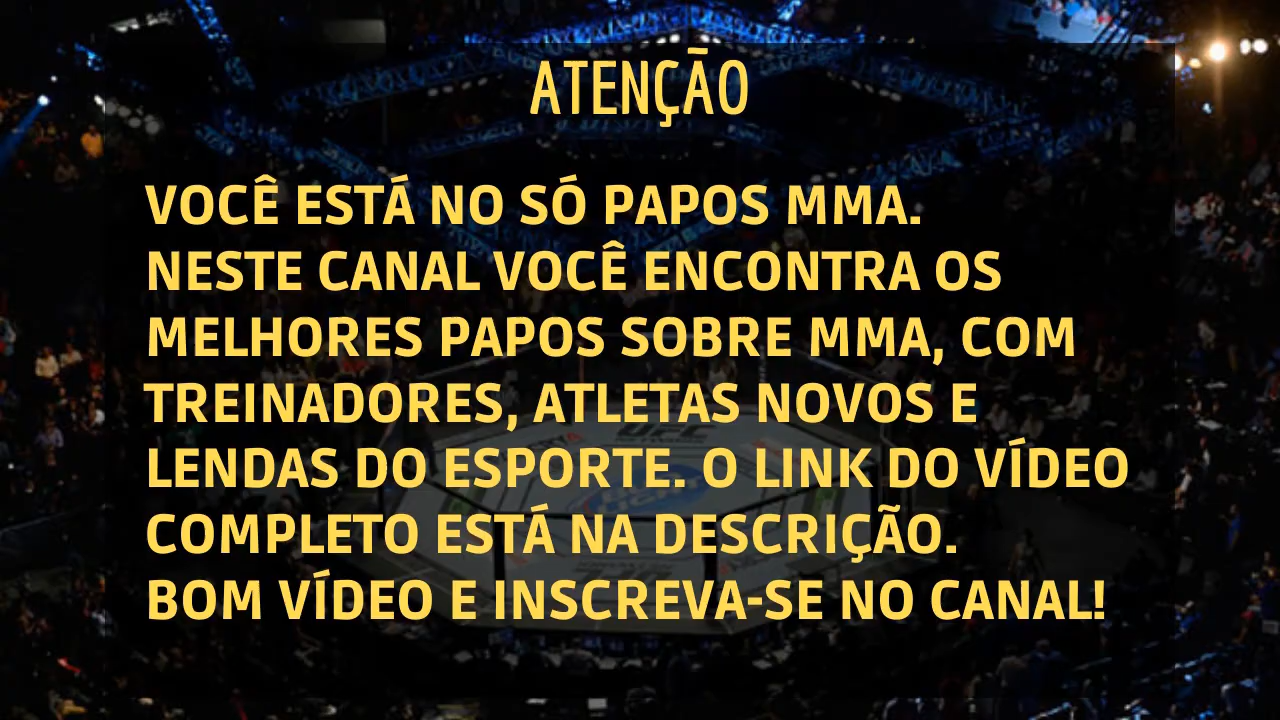 ATENÇÃO
VOCÊ ESTÁ NO SÓ PAPOS MMA.
NESTE CANAL VOCÊ ENCONTRA OS
MELHORES PAPOS SOBRE MMA, COM
TREINADORES, ATLETAS NOVOS E
LENDAS DO ESPORTE. O LINK DO VÍDEO
COMPLETO ESTÁ NA DESCRIÇÃO.
BOM VÍDEO E INSCREVA-SE NO CANAL!